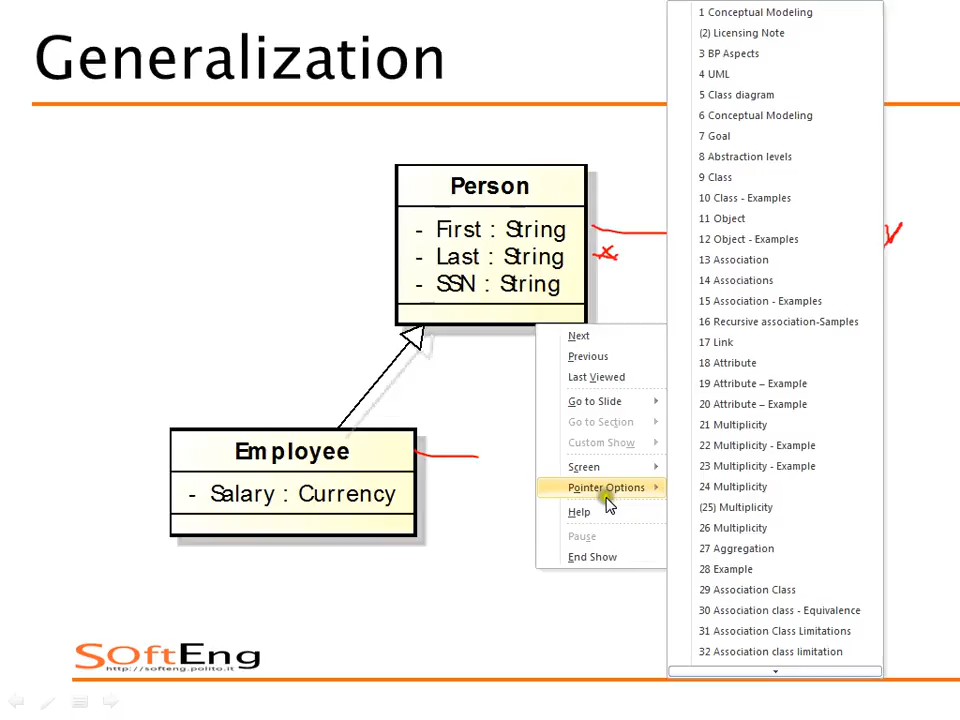 Generalization
Person
- First : String
- Last : String
- SSN : String
Employee
- Salary : Currency
Next
Previous
Last Viewed
Go to Slide
Go to Section
Custom Show
Screen
Pointer Options
Help
Pause
End Show
1 Conceptual Modeling
(2) Licensing Note
3 BP Aspects
4 UML
5 Class diagram
6 Conceptual Modeling
7 Goal
8 Abstraction levels
9 Class
10 Class - Examples
11 Object
12 Object - Examples
13 Association
14 Associations
15 Association - Examples
16 Recursive association-Samples
17 Link
18 Attribute
19 Attribute – Example
20 Attribute – Example
21 Multiplicity
22 Multiplicity - Example
23 Multiplicity - Example
24 Multiplicity
(25) Multiplicity
26 Multiplicity
27 Aggregation
28 Example
29 Association Class
30 Association class - Equivalence
31 Association Class Limitations
32 Association class limitation
SOftEng
http://softeng.polito.it